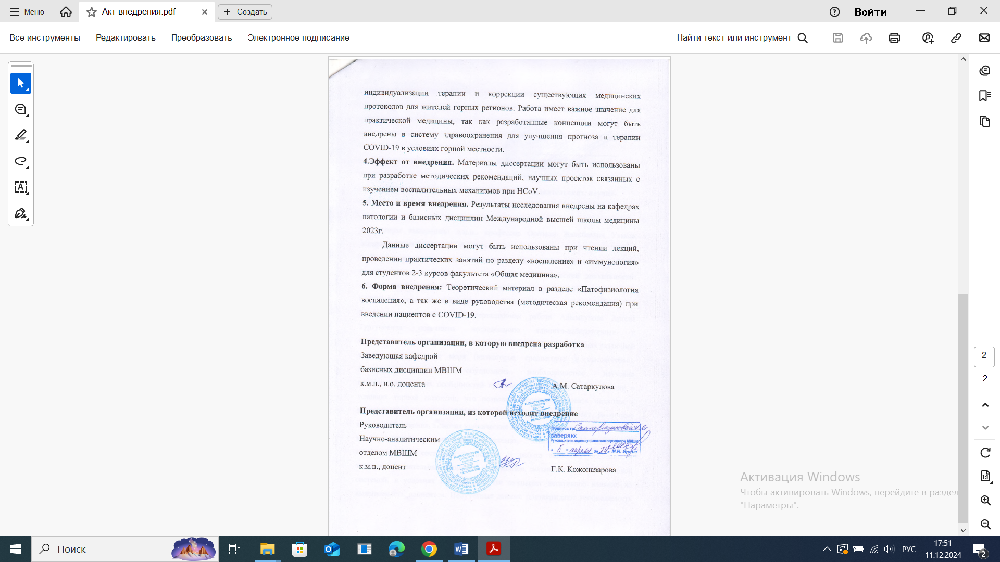 Меню
Акт внедрения.pdf
Создать
Войти
Все инструменты
Редактировать
Преобразовать
Электронное подписание
Найти текст или инструмент
индивидуализации терапии и коррекции существующих медицинских
протоколов для жителей горных регионов. Работа имеет важное значение для
практической медицины, так как разработанные концепции могут быть
внедрены в систему здравоохранения для улучшения прогноза и терапии
COVID-19 в условиях горной местности.
4.Эффект от внедрения. Материалы диссертации могут быть использованы
при разработке методических рекомендаций, научных проектов связанных с
изучением воспалительных механизмов при HCoV.
5. Место и время внедрения. Результаты исследования внедрены на кафедрах
патологии и базисных дисциплин Международной высшей школы медицины
2023г.
Данные диссертации могут быть использованы при чтении лекций,
проведении практических занятий по разделу «воспаление» и «иммунология»
для студентов 2-3 курсов факультета «Общая медицина».
6. Форма внедрения: Теоретический материал в разделе «Патофизиология
воспаления», а так же в виде руководства (методическая рекомендация) при
введении пациентов с COVID-19.
Представитель организации, в которую внедрена разработка
Заведующая кафедрой
базисных дисциплин МВШМ
к.м.н., и.о. доцента
А.М. Сатаркулова
Представитель организации, из которой исходит внедрение
Руководитель
Научно-аналитическим
отделом МВШМ
к.м.н., доцент
Г.К. Кожоназарова
Подпись гр. Сатаркуловой А.М.
заверяю:
Руководитель отдела управления персоналом МВШМ
"5" апрель 2024г. М.Н.
2
2
Активация Windows
Чтобы активировать Windows, перейдите в раздел
"Параметры".
Поиск
РУС
17:51
11.12.2024
2